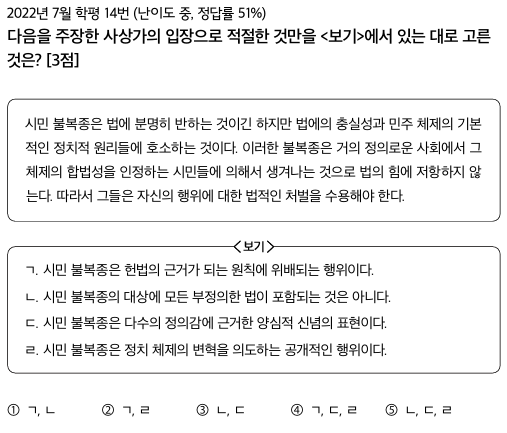 2022년 7월 학평 14번 (난이도 중, 정답률 51%)
다음을 주장한 사상가의 입장으로 적절한 것만을 <보기>에서 있는 대로 고른
것은? [3점]
시민 불복종은 법에 분명히 반하는 것이긴 하지만 법에의 충실성과 민주 체제의 기본
적인 정치적 원리들에 호소하는 것이다. 이러한 불복종은 거의 정의로운 사회에서 그
체제의 합법성을 인정하는 시민들에 의해서 생겨나는 것으로 법의 힘에 저항하지 않
는다. 따라서 그들은 자신의 행위에 대한 법적인 처벌을 수용해야 한다.
<보기>
ㄱ. 시민 불복종은 헌법의 근거가 되는 원칙에 위배되는 행위이다.
ㄴ. 시민 불복종의 대상에 모든 부정의한 법이 포함되는 것은 아니다.
ㄷ. 시민 불복종은 다수의 정의감에 근거한 양심적 신념의 표현이다.
ㄹ. 시민 불복종은 정치 체제의 변혁을 의도하는 공개적인 행위이다.
① ㄱ, ㄴ ② ㄱ, ㄹ ③ ㄴ, ㄷ ④ ㄱ, ㄷ, ㄹ ⑤ ㄴ, ㄷ, ㄹ